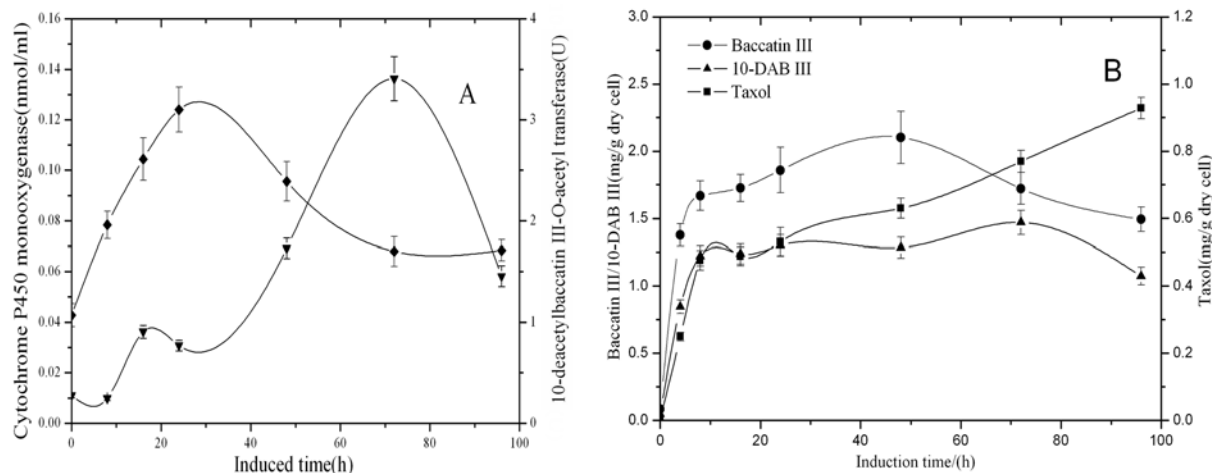 Cytochrome P450 monooxygenase(nmol/ml)
0.16
0.14
0.12
0.10
0.08
0.06
0.04
0.02
0.00
A
4
3
2
1
0
10-deacetylbaccatin III-O-acetyl transferase(U)
0 20 40 60 80 100
Induced time(h)
Baccatin III/10-DAB III(mg/g dry cell)
3.0
2.5
2.0
1.5
1.0
0.5
0.0
Baccatin III
10-DAB III
Taxol
B
1.2
1.0
0.8
0.6
0.4
0.2
0.0
Taxol(mg/g dry cell)
0 20 40 60 80 100
Induction time/(h)